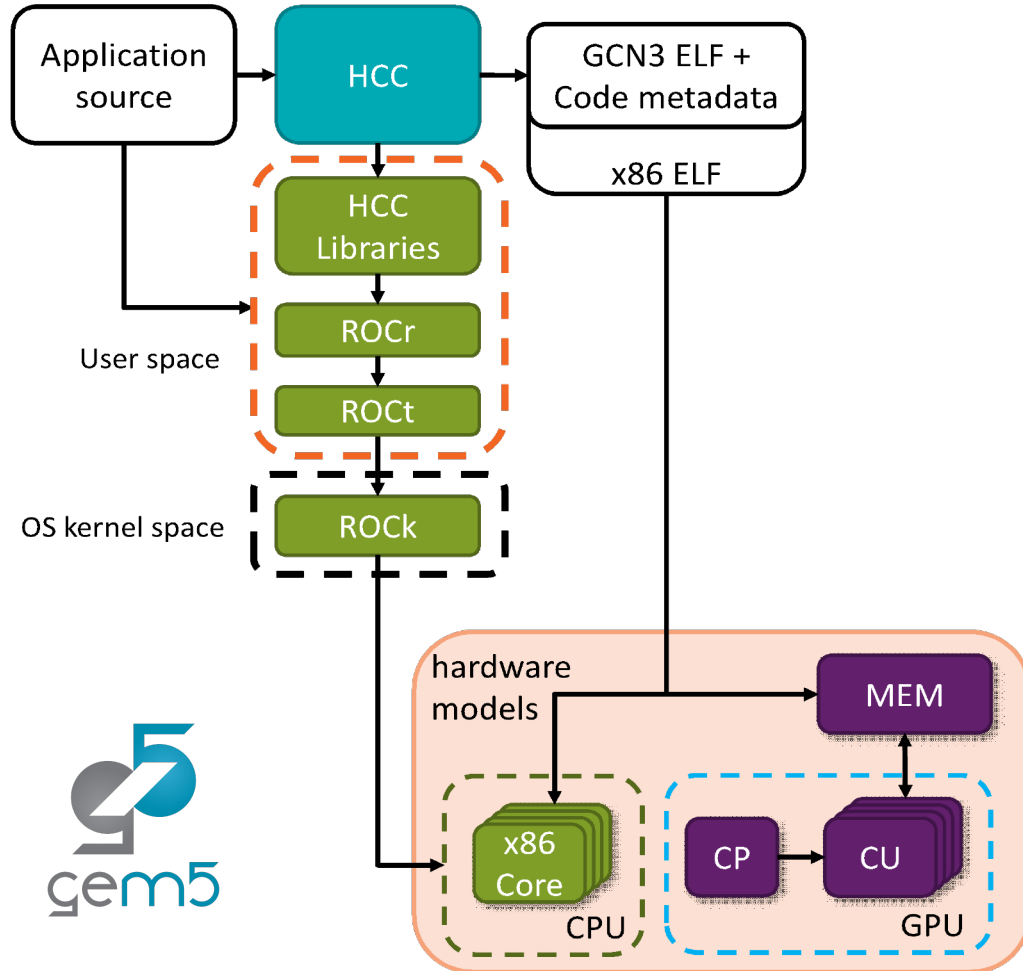 Application
source
HCC
GCN3 ELF +
Code metadata
x86 ELF
HCC
Libraries
ROCr
User space
ROCt
OS kernel space
ROCk
hardware
models
MEM
x86
Core
CP
CU
CPU
GPU
g5
gem5